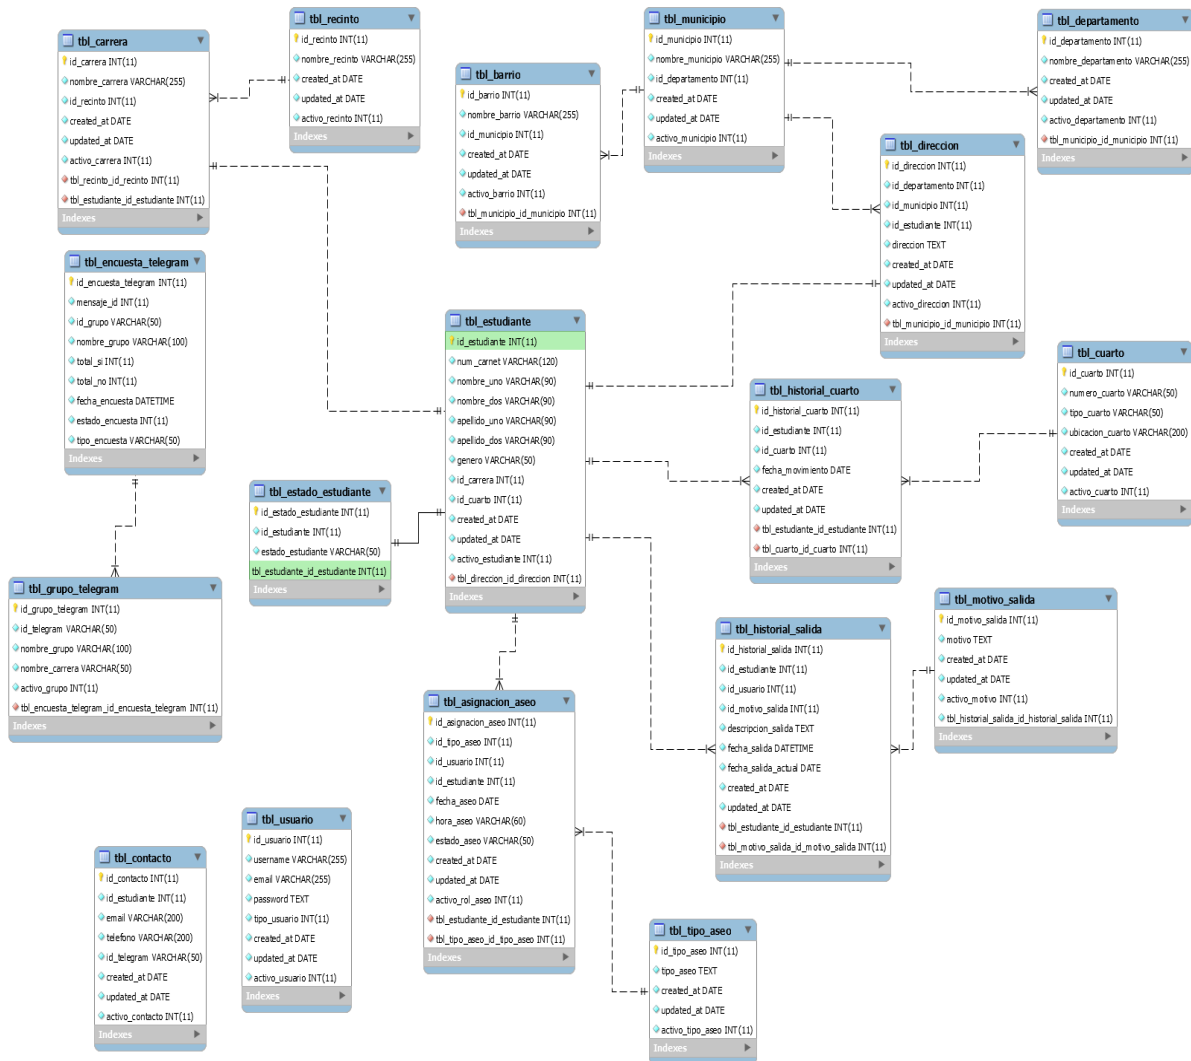 tbl_carrera
id_carrera INT(11)
nombre_carrera VARCHAR(255)
id_recinto INT(11)
created_at DATE
updated_at DATE
activo_carrera INT(11)
tbl_recinto_id_recinto INT(11)
tbl_estudiante_id_estudiante INT(11)
Indexes
tbl_recinto
id_recinto INT(11)
nombre_recinto VARCHAR(255)
created_at DATE
updated_at DATE
activo_recinto INT(11)
Indexes
tbl_barrio
id_barrio INT(11)
nombre_barrio VARCHAR(255)
id_municipio INT(11)
created_at DATE
updated_at DATE
activo_barrio INT(11)
tbl_municipio_id_municipio INT(11)
Indexes
tbl_municipio
id_municipio INT(11)
nombre_municipio VARCHAR(255)
id_departamento INT(11)
created_at DATE
updated_at DATE
activo_municipio INT(11)
Indexes
tbl_departamento
id_departamento INT(11)
nombre_departamento VARCHAR(255)
created_at DATE
updated_at DATE
activo_departamento INT(11)
tbl_municipio_id_municipio INT(11)
Indexes
tbl_direccion
id_direccion INT(11)
id_departamento INT(11)
id_municipio INT(11)
id_estudiante INT(11)
direccion TEXT
created_at DATE
updated_at DATE
activo_direccion INT(11)
tbl_municipio_id_municipio INT(11)
Indexes
tbl_encuesta_telegram
id_encuesta_telegram INT(11)
mensaje_id INT(11)
id_grupo VARCHAR(50)
nombre_grupo VARCHAR(100)
total_si INT(11)
total_no INT(11)
fecha_encuesta DATETIME
estado_encuesta INT(11)
tipo_encuesta VARCHAR(50)
Indexes
tbl_estudiante
id_estudiante INT(11)
num_carnet VARCHAR(120)
nombre_uno VARCHAR(90)
nombre_dos VARCHAR(90)
apellido_uno VARCHAR(90)
apellido_dos VARCHAR(90)
genero VARCHAR(50)
id_carrera INT(11)
id_cuarto INT(11)
created_at DATE
updated_at DATE
activo_estudiante INT(11)
tbl_direccion_id_direccion INT(11)
Indexes
tbl_historial_cuarto
id_historial_cuarto INT(11)
id_estudiante INT(11)
id_cuarto INT(11)
fecha_movimiento DATE
created_at DATE
updated_at DATE
tbl_estudiante_id_estudiante INT(11)
tbl_cuarto_id_cuarto INT(11)
Indexes
tbl_cuarto
id_cuarto INT(11)
numero_cuarto VARCHAR(50)
tipo_cuarto VARCHAR(50)
ubicacion_cuarto VARCHAR(200)
created_at DATE
updated_at DATE
activo_cuarto INT(11)
Indexes
tbl_estado_estudiante
id_estado_estudiante INT(11)
id_estudiante INT(11)
estado_estudiante VARCHAR(50)
tbl_estudiante_id_estudiante INT(11)
Indexes
tbl_grupo_telegram
id_grupo_telegram INT(11)
id_telegram VARCHAR(50)
nombre_grupo VARCHAR(100)
nombre_carrera VARCHAR(50)
activo_grupo INT(11)
tbl_encuesta_telegram_id_encuesta_telegram INT(11)
Indexes
tbl_historial_salida
id_historial_salida INT(11)
id_estudiante INT(11)
id_usuario INT(11)
id_motivo_salida INT(11)
descripcion_salida TEXT
fecha_salida DATETIME
fecha_salida_actual DATE
created_at DATE
updated_at DATE
tbl_estudiante_id_estudiante INT(11)
tbl_motivo_salida_id_motivo_salida INT(11)
Indexes
tbl_motivo_salida
id_motivo_salida INT(11)
motivo TEXT
created_at DATE
updated_at DATE
activo_motivo INT(11)
tbl_historial_salida_id_historial_salida INT(11)
Indexes
tbl_asignacion_aseo
id_asignacion_aseo INT(11)
id_tipo_aseo INT(11)
id_usuario INT(11)
id_estudiante INT(11)
fecha_aseo DATE
hora_aseo VARCHAR(60)
estado_aseo VARCHAR(50)
created_at DATE
updated_at DATE
activo_rol_aseo INT(11)
tbl_estudiante_id_estudiante INT(11)
tbl_tipo_aseo_id_tipo_aseo INT(11)
Indexes
tbl_usuario
id_usuario INT(11)
username VARCHAR(255)
email VARCHAR(255)
password TEXT
tipo_usuario INT(11)
created_at DATE
updated_at DATE
activo_usuario INT(11)
Indexes
tbl_contacto
id_contacto INT(11)
id_estudiante INT(11)
email VARCHAR(200)
telefono VARCHAR(200)
id_telegram VARCHAR(50)
created_at DATE
updated_at DATE
activo_contacto INT(11)
Indexes
tbl_tipo_aseo
id_tipo_aseo INT(11)
tipo_aseo TEXT
created_at DATE
updated_at DATE
activo_tipo_aseo INT(11)
Indexes